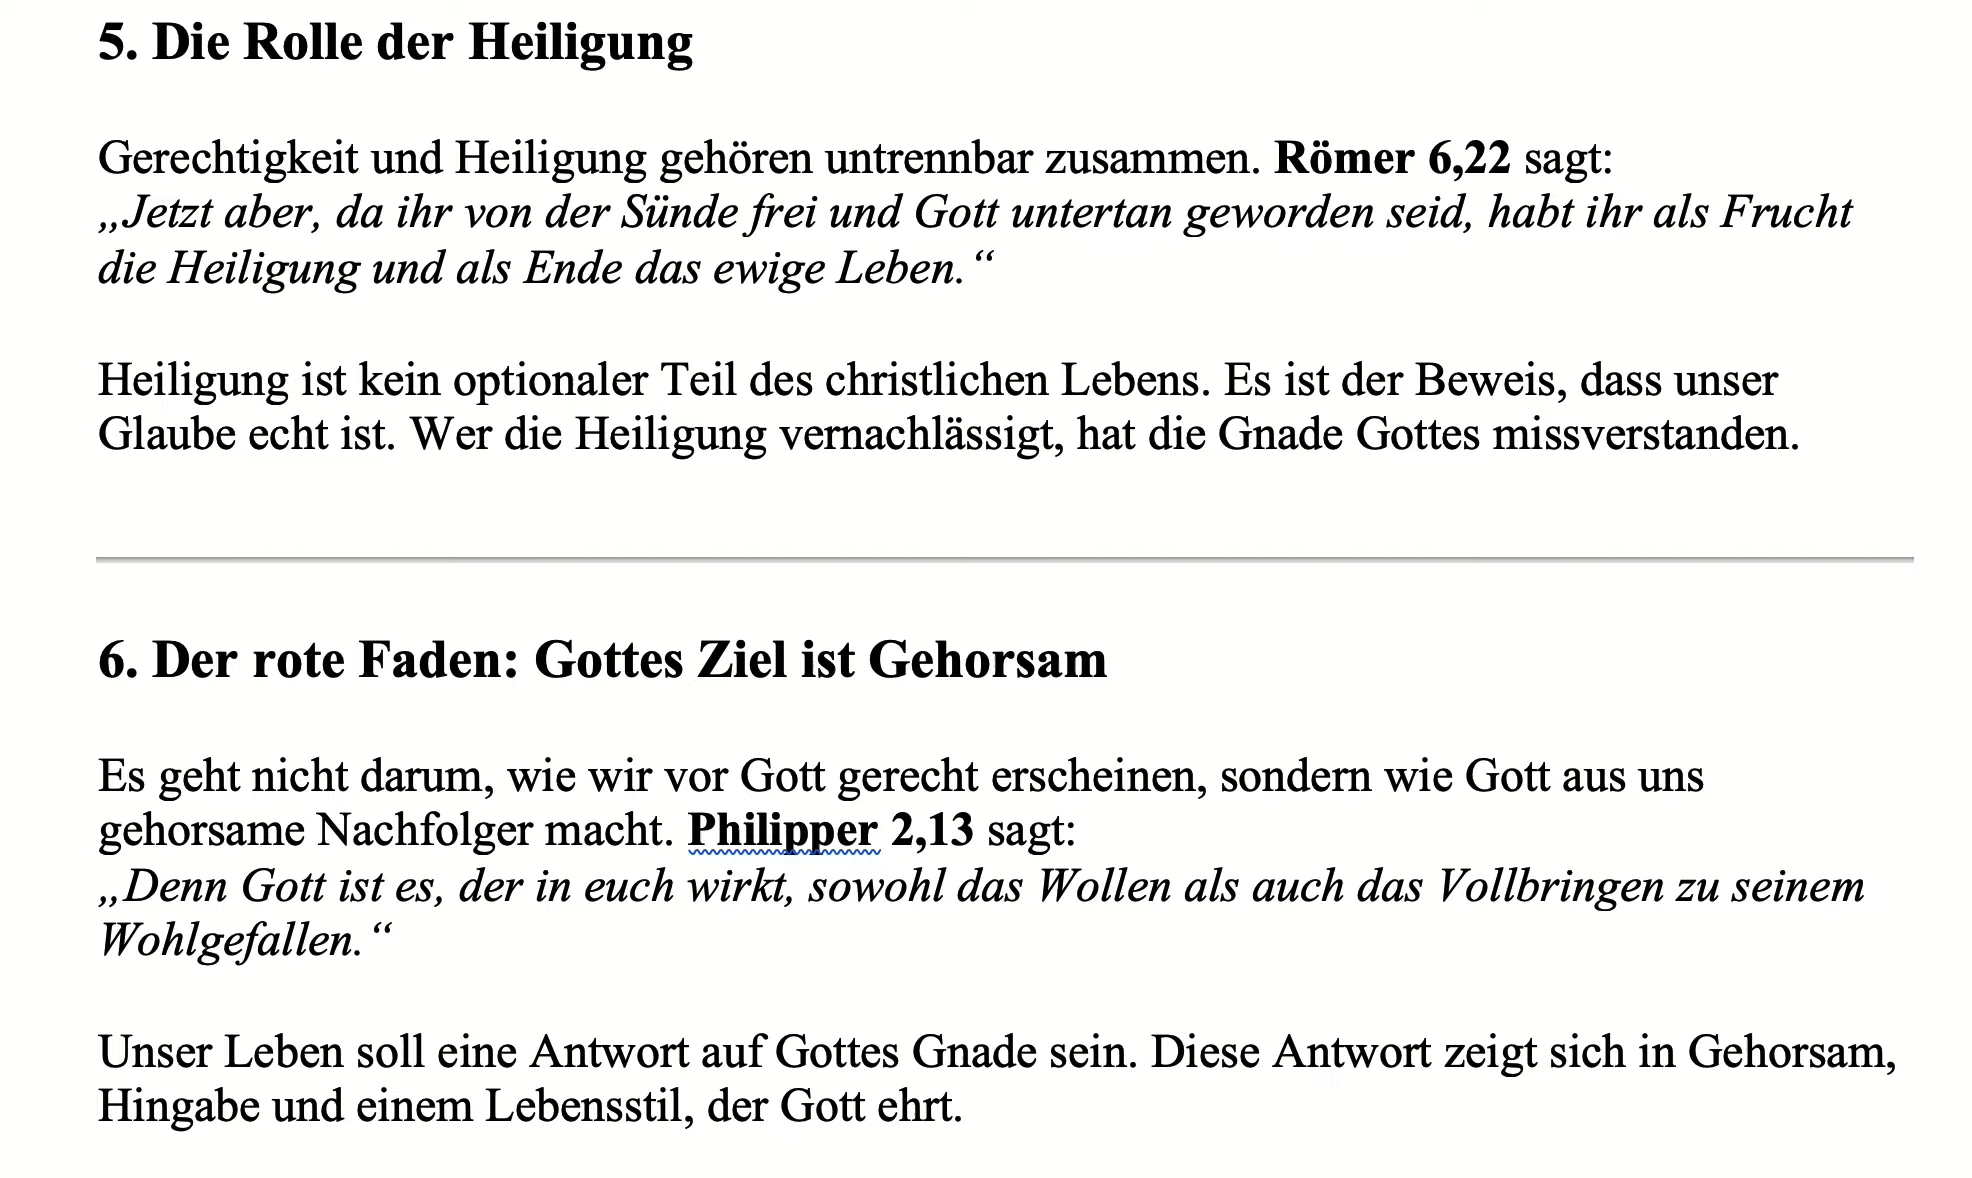 5. Die Rolle der Heiligung
Gerechtigkeit und Heiligung gehören untrennbar zusammen. Römer 6,22 sagt:
„Jetzt aber, da ihr von der Sünde frei und Gott untertan geworden seid, habt ihr als Frucht
die Heiligung und als Ende das ewige Leben.“
Heiligung ist kein optionaler Teil des christlichen Lebens. Es ist der Beweis, dass unser
Glaube echt ist. Wer die Heiligung vernachlässigt, hat die Gnade Gottes missverstanden.
6. Der rote Faden: Gottes Ziel ist Gehorsam
Es geht nicht darum, wie wir vor Gott gerecht erscheinen, sondern wie Gott aus uns
gehorsame Nachfolger macht. Philipper 2,13 sagt:
„Denn Gott ist es, der in euch wirkt, sowohl das Wollen als auch das Vollbringen zu seinem
Wohlgefallen.“
Unser Leben soll eine Antwort auf Gottes Gnade sein. Diese Antwort zeigt sich in Gehorsam,
Hingabe und einem Lebensstil, der Gott ehrt.